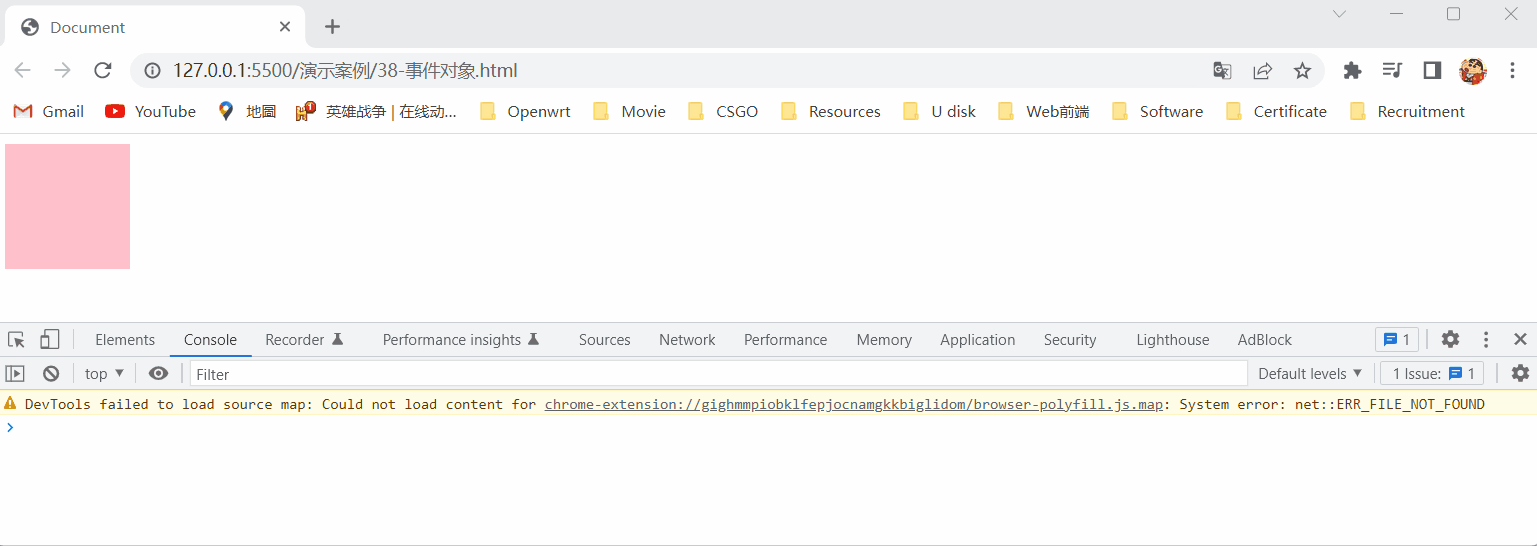 Document
127.0.0.1:5500/演示案例/38-事件对象.html
Gmail YouTube 地圖 英雄战争 | 在线动... Openwrt Movie CSGO Resources U disk Web前端 Software Certificate Recruitment
Elements Console Recorder Performance insights Sources Network Performance Memory Application Security Lighthouse AdBlock 1
top Filter Default levels 1 Issue: 1
DevTools failed to load source map: Could not load content for chrome-extension://gighmmpiobklfepjocnamgkkbiglidom/browser-polyfill.js.map: System error: net::ERR_FILE_NOT_FOUND